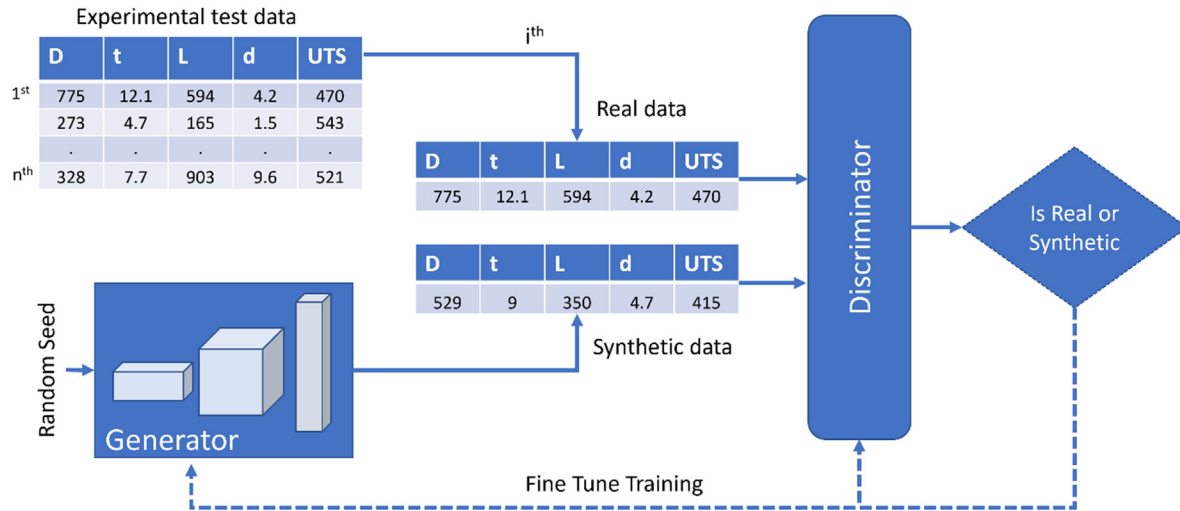 Experimental test data
D t L d UTS
1st 775 12.1 594 4.2 470
273 4.7 165 1.5 543
. . . . .
nth 328 7.7 903 9.6 521
ith
Real data
D t L d UTS
775 12.1 594 4.2 470
D t L d UTS
529 9 350 4.7 415
Synthetic data
Random Seed
Generator
Discriminator
Is Real or
Synthetic
Fine Tune Training